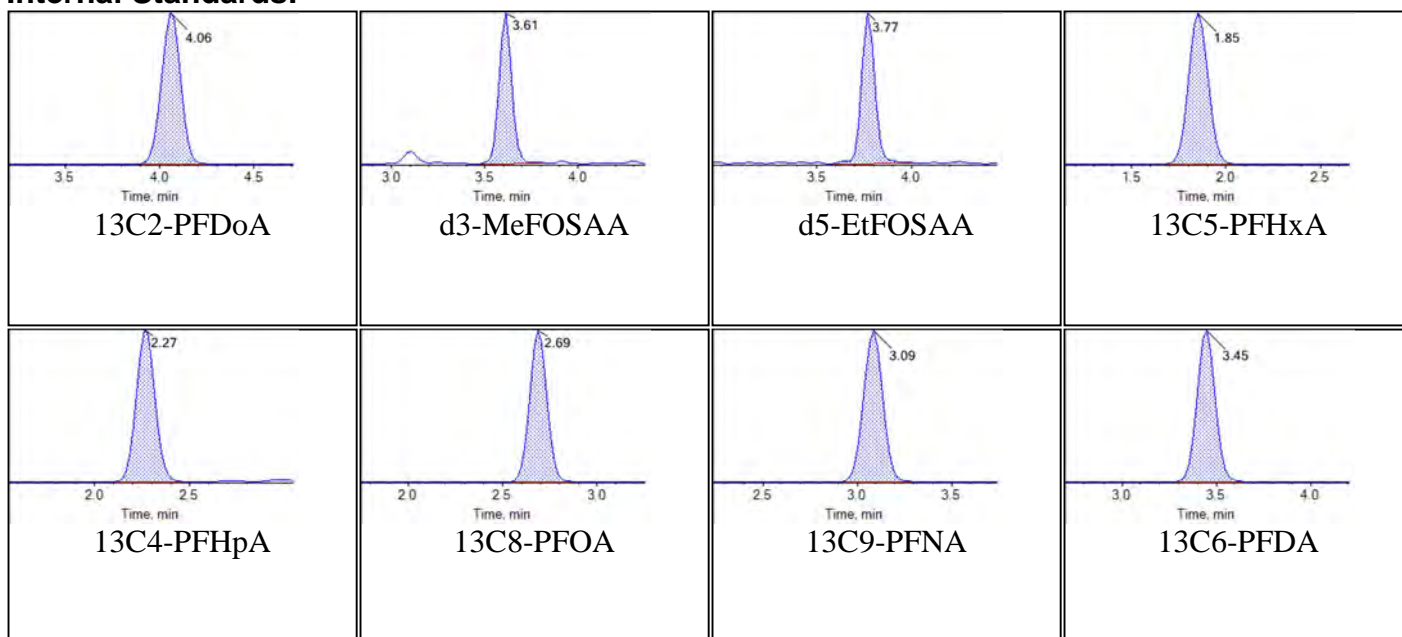 Internal Standards:
4.06
3.5 4.0 4.5
Time, min
13C2-PFDoA
3.61
3.0 3.5 4.0
Time, min
d3-MeFOSAA
3.77
3.5 4.0
Time, min
d5-EtFOSAA
1.85
1.5 2.0 2.5
Time, min
13C5-PFHxA
2.27
2.0 2.5
Time, min
13C4-PFHpA
2.69
2.0 2.5 3.0
Time, min
13C8-PFOA
3.09
2.5 3.0 3.5
Time, min
13C9-PFNA
3.45
3.0 3.5 4.0
Time, min
13C6-PFDA